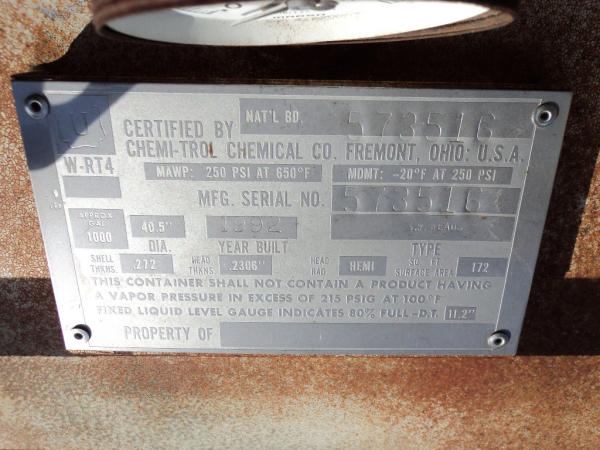 U
W-RT4
NAT'L BD. 573516
CERTIFIED BY
CHEMI-TROL CHEMICAL CO. FREMONT, OHIO: U.S.A.
MAWP: 250 PSI AT 650°F MDMT: -20°F AT 250 PSI
MFG. SERIAL NO. 573516
APPROX GAL 1000 40.5" DIA. 1992 YEAR BUILT TYPE
SHELL THKNS. .272 HEAD THKNS .2306" HEAD RAD HEMI SQ. FT. SURFACE AREA 172
THIS CONTAINER SHALL NOT CONTAIN A PRODUCT HAVING
A VAPOR PRESSURE IN EXCESS OF 215 PSIG AT 100°F
FIXED LIQUID LEVEL GAUGE INDICATES 80% FULL-D.T. 11.2"
PROPERTY OF